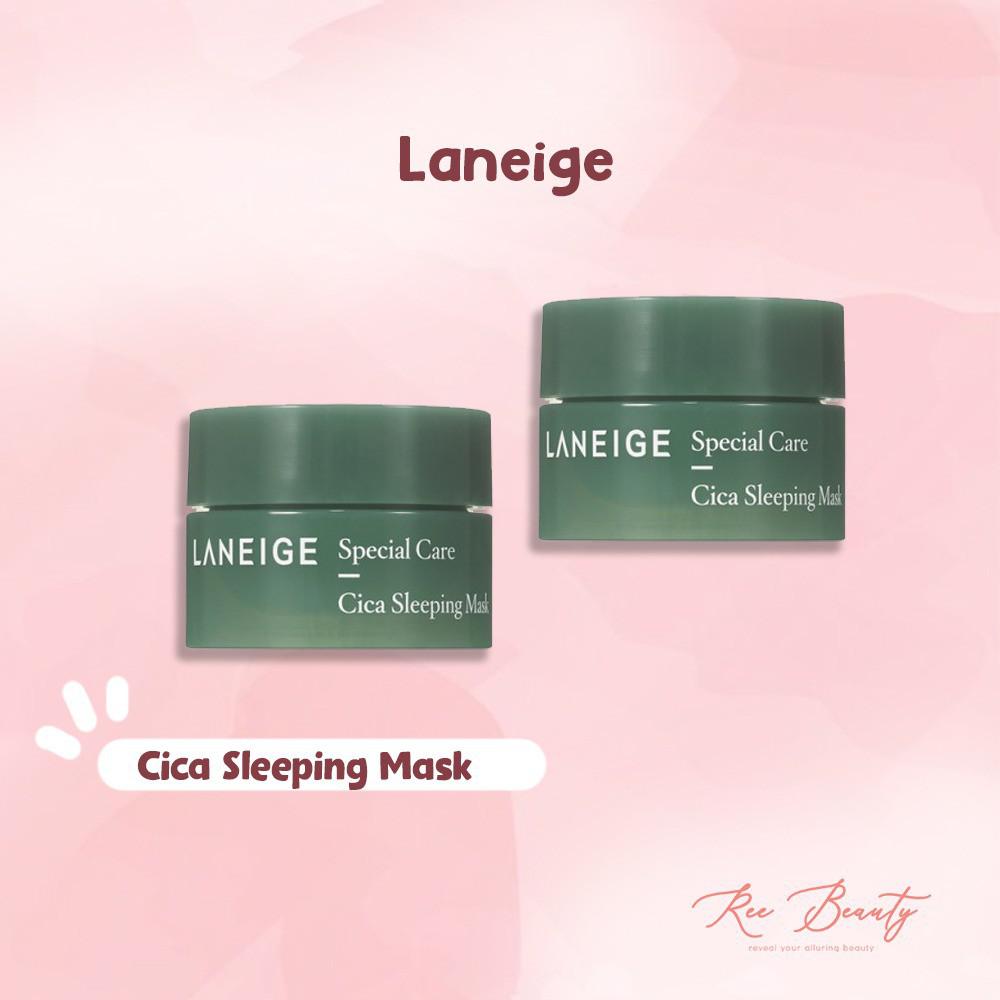 Laneige
LANEIGE Special Care
Cica Sleeping Mask
LANEIGE Special Care
Cica Sleeping Mask
Cica Sleeping Mask
Ree Beauty
reveal your alluring beauty